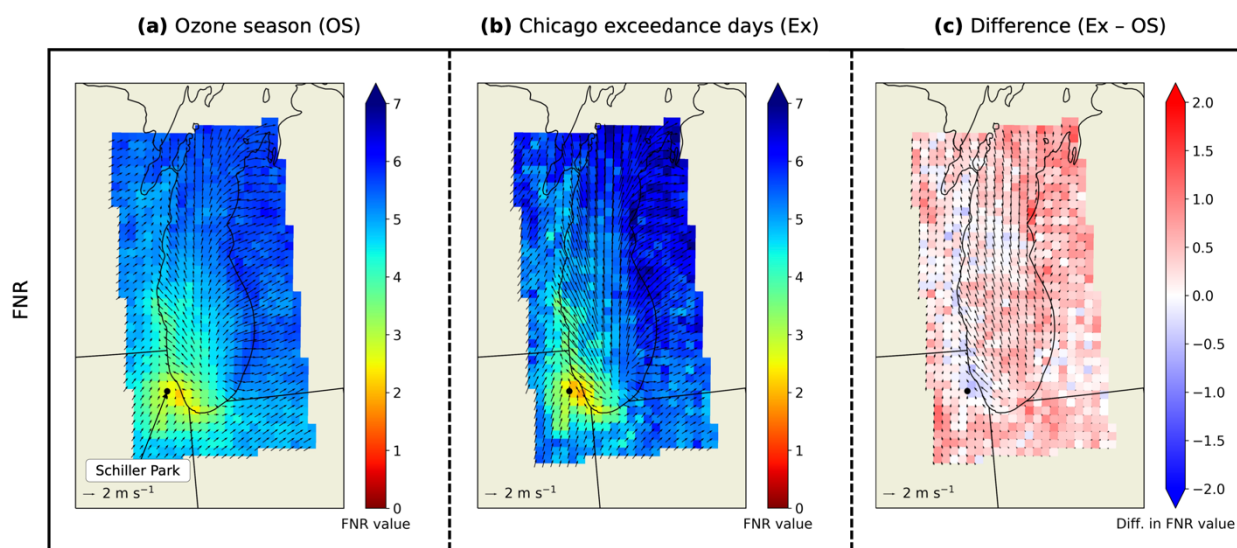 (a) Ozone season (OS)
(b) Chicago exceedance days (Ex)
(c) Difference (Ex – OS)
FNR
7
6
5
4
3
2
1
0
FNR value
Schiller Park
2 m s⁻¹
7
6
5
4
3
2
1
0
FNR value
2 m s⁻¹
2.0
1.5
1.0
0.5
0.0
−0.5
−1.0
−1.5
−2.0
Diff. in FNR value
2 m s⁻¹